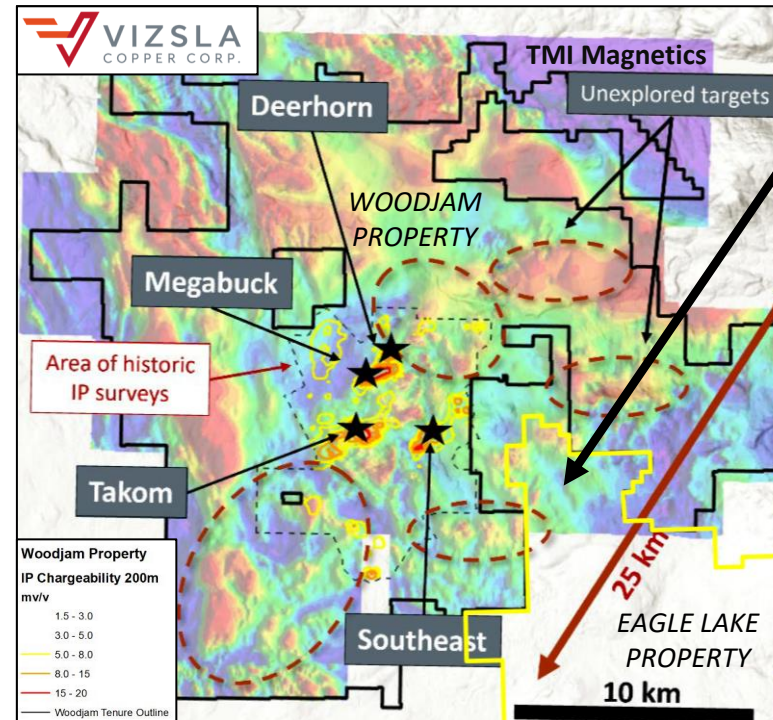 VIZSLA
COPPER CORP.
TMI Magnetics
Deerhorn
Unexplored targets
WOODJAM
PROPERTY
Megabuck
Area of historic
IP surveys
Takom
Woodjam Property
IP Chargeability 200m
mv/v
1.5 - 3.0
3.0 - 5.0
5.0 - 8.0
8.0 - 15
15 - 20
Woodjam Tenure Outline
Southeast
25 km
EAGLE LAKE
PROPERTY
10 km